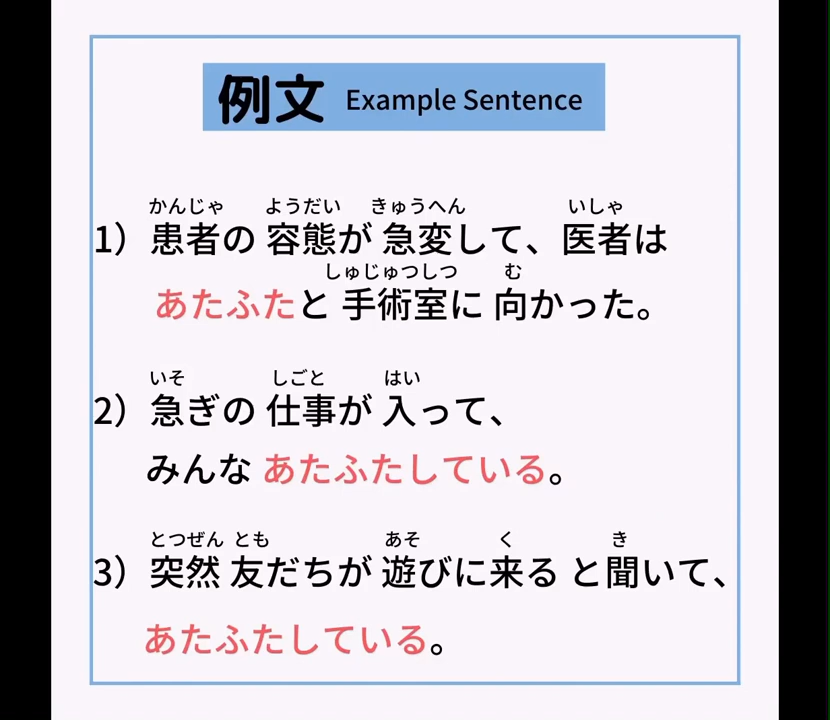 例文 Example Sentence
かんじゃ ようだい きゅうへん いしゃ
1）患者の 容態が 急変して、医者は
しゅじゅつしつ む
あたふたと 手術室に 向かった。
いそ しごと はい
2）急ぎの 仕事が 入って、
みんな あたふたしている。
とつぜん とも あそ く き
3）突然 友だちが 遊びに来る と聞いて、
あたふたしている。